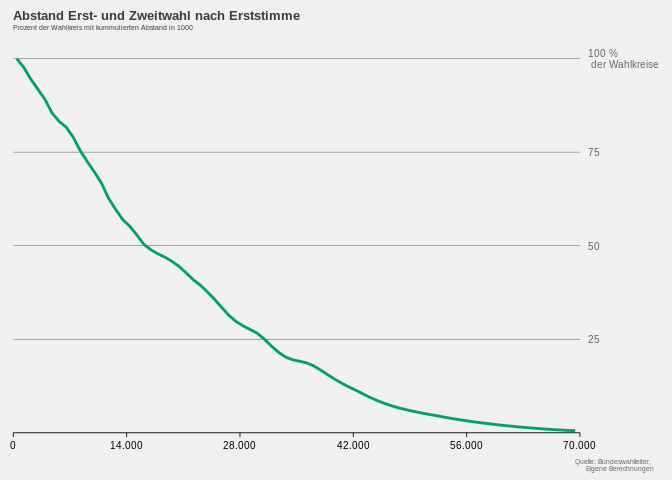 Abstand Erst- und Zweitwahl nach Erststimme
Prozent der Wahlkreis mit kummulierten Abstand in 1000
100 %
der Wahlkreise
75
50
25
0
14.000
28.000
42.000
56.000
70.000
Quelle: Bundeswahlleiter,
Eigene Berechnungen